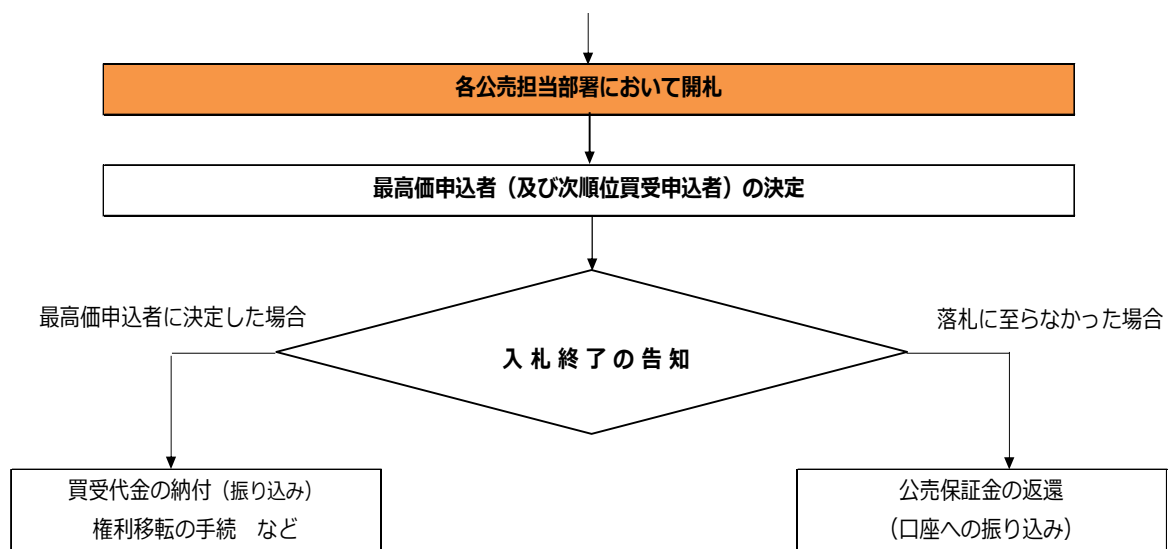 各公売担当部署において開札
最高価申込者（及び次順位買受申込者）の決定
最高価申込者に決定した場合
落札に至らなかった場合
入札終了の告知
買受代金の納付（振り込み）
権利移転の手続　など
公売保証金の返還
（口座への振り込み）